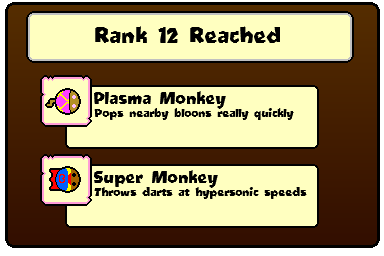 Rank 12 Reached
Plasma Monkey
Pops nearby bloons really quickly
Super Monkey
Throws darts at hypersonic speeds